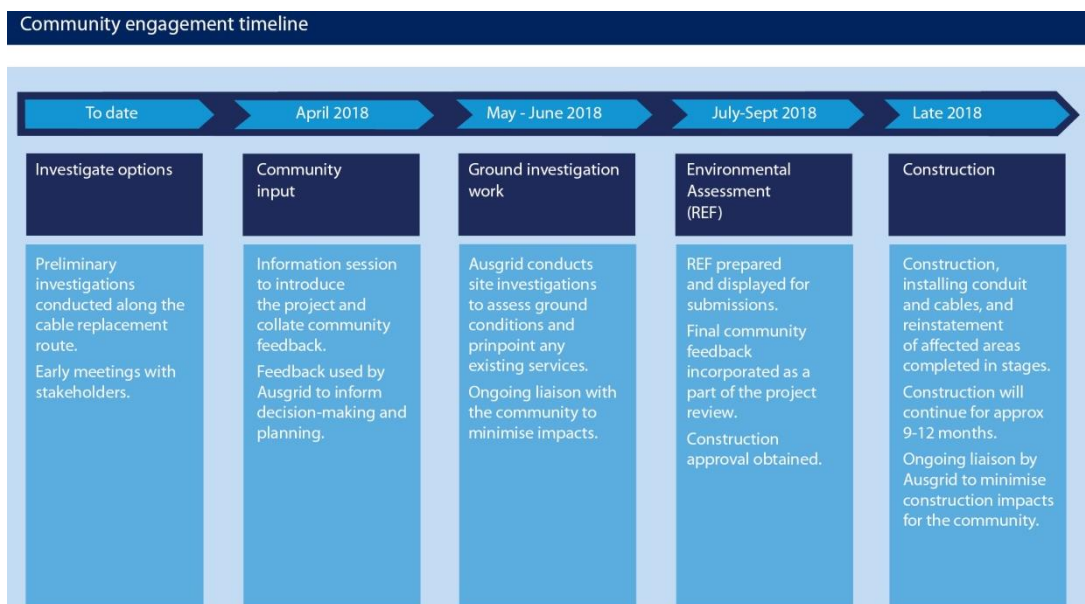 Community engagement timeline
To date
April 2018
May - June 2018
July-Sept 2018
Late 2018
Investigate options
Community
input
Ground investigation
work
Environmental
Assessment
(REF)
Construction
Preliminary
investigations
conducted along the
cable replacement
route.
Early meetings with
stakeholders.
Information session
to introduce
the project and
collate community
feedback.
Feedback used by
Ausgrid to inform
decision-making and
planning.
Ausgrid conducts
site investigations
to assess ground
conditions and
prinpoint any
existing services.
Ongoing liaison with
the community to
minimise impacts.
REF prepared
and displayed for
submissions.
Final community
feedback
incorporated as a
part of the project
review.
Construction
approval obtained.
Construction,
installing conduit
and cables, and
reinstatement
of affected areas
completed in stages.
Construction will
continue for approx
9-12 months.
Ongoing liaison by
Ausgrid to minimise
construction impacts
for the community.